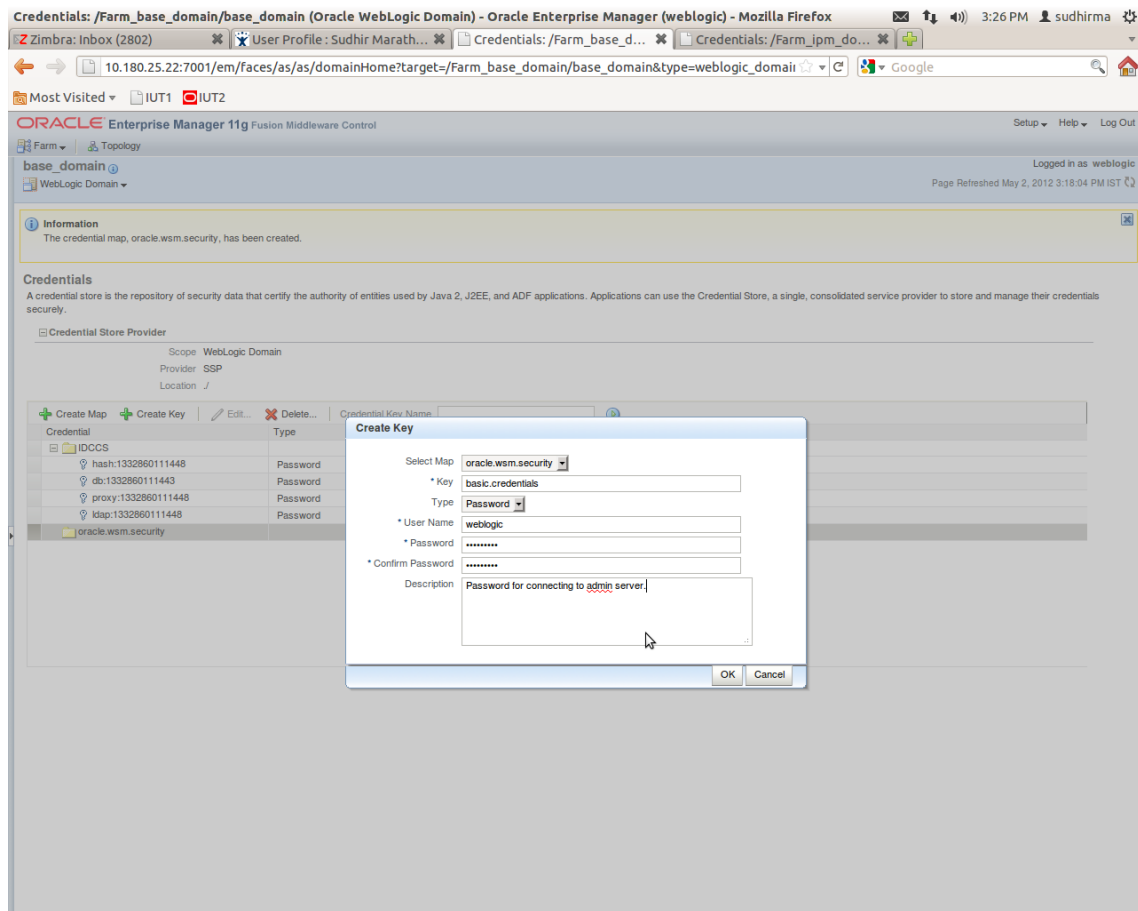 Credentials: /Farm_base_domain/base_domain (Oracle WebLogic Domain) - Oracle Enterprise Manager (weblogic) - Mozilla Firefox 3:26 PM sudhirma
Zimbra: Inbox (2802) User Profile : Sudhir Marath... Credentials: /Farm_base_d... Credentials: /Farm_ipm_do...
10.180.25.22:7001/em/faces/as/as/domainHome?target=/Farm_base_domain/base_domain&type=weblogic_domai Google
Most Visited IUT1 IUT2
ORACLE Enterprise Manager 11g Fusion Middleware Control Setup Help Log Out
Farm Topology
base_domain Logged in as weblogic
WebLogic Domain Page Refreshed May 2, 2012 3:18:04 PM IST
Information
The credential map, oracle.wsm.security, has been created.
Credentials
A credential store is the repository of security data that certify the authority of entities used by Java 2, J2EE, and ADF applications. Applications can use the Credential Store, a single, consolidated service provider to store and manage their credentials
securely.
Credential Store Provider
Scope WebLogic Domain
Provider SSP
Location ./
Create Map Create Key Edit... Delete... Credential Key Name
Credential Type
IDCCS
hash:1332860111448 Password
db:1332860111443 Password
proxy:1332860111448 Password
ldap:1332860111448 Password
oracle.wsm.security
Create Key
Select Map oracle.wsm.security
* Key basic.credentials
Type Password
* User Name weblogic
* Password •••••••••
* Confirm Password •••••••••
Description Password for connecting to admin server.
OK Cancel